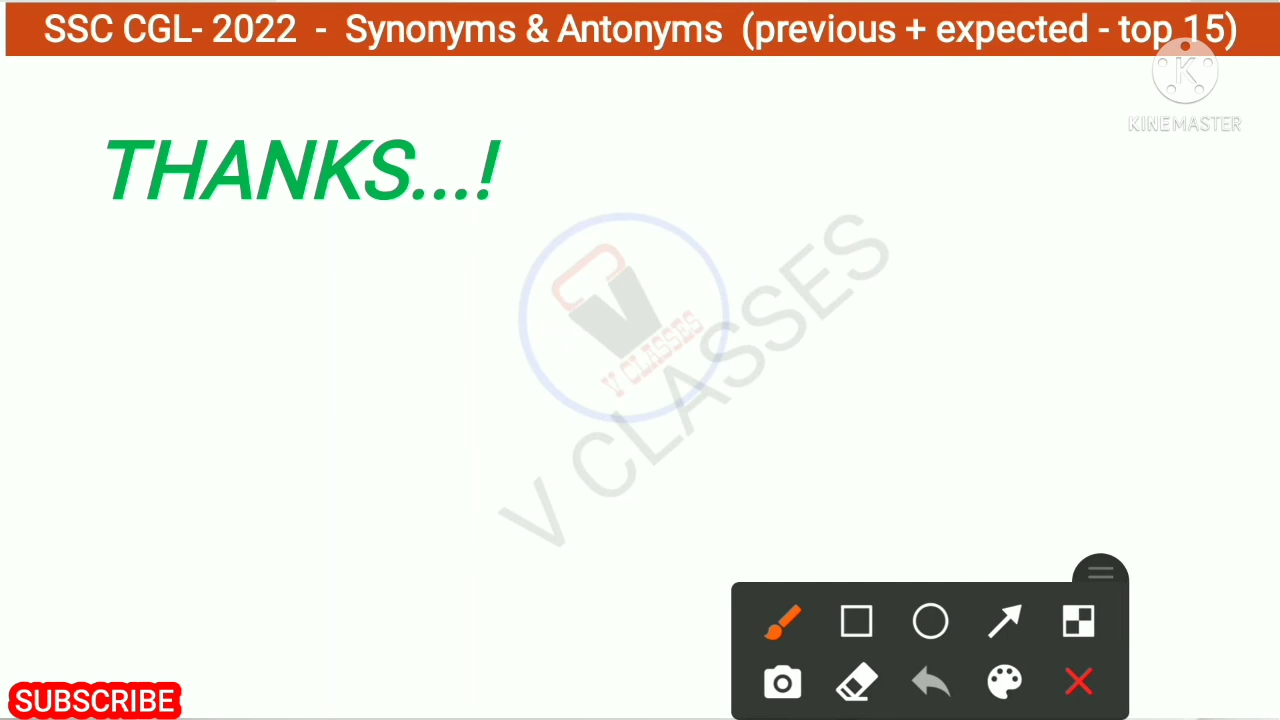 SSC CGL- 2022 - Synonyms & Antonyms (previous + expected - top 15)
K
KINEMASTER
THANKS...!
V CLASSES
V CLASSES
SUBSCRIBE